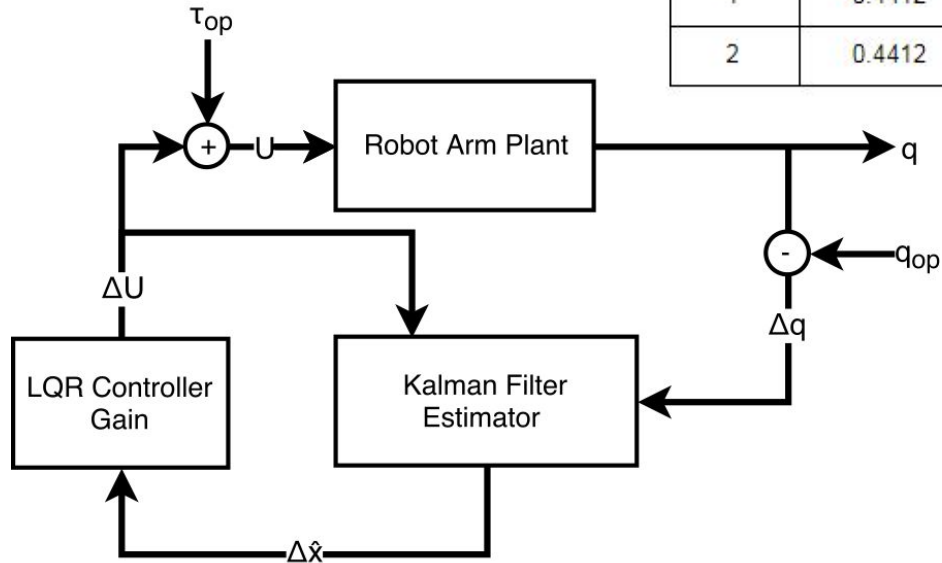 τop
2
0.4412
+
U
Robot Arm Plant
q
-
qop
ΔU
Δq
LQR Controller
Gain
Kalman Filter
Estimator
Δx̂